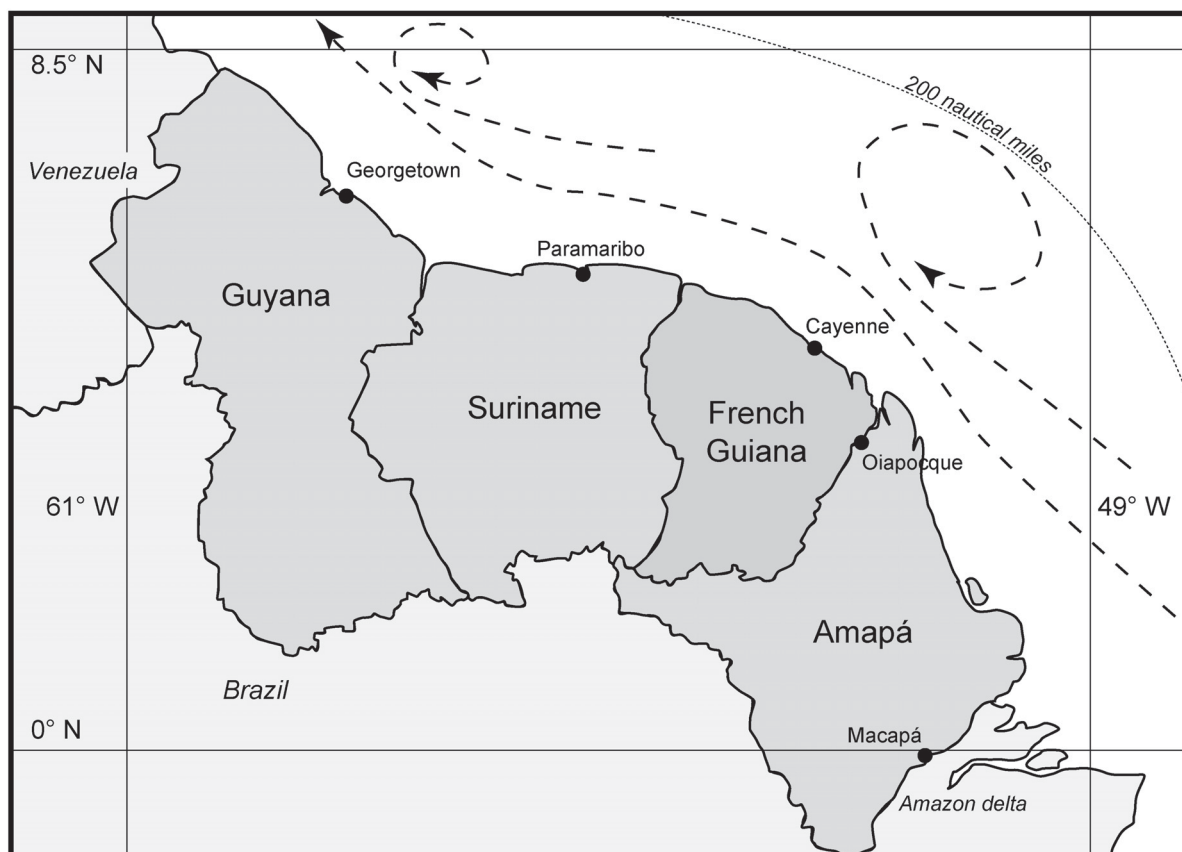 8.5° N
200 nautical miles
Venezuela
Georgetown
Paramaribo
Guyana
Cayenne
Suriname
French
Guiana
Oiapocque
61° W
49° W
Amapá
Brazil
0° N
Macapá
Amazon delta